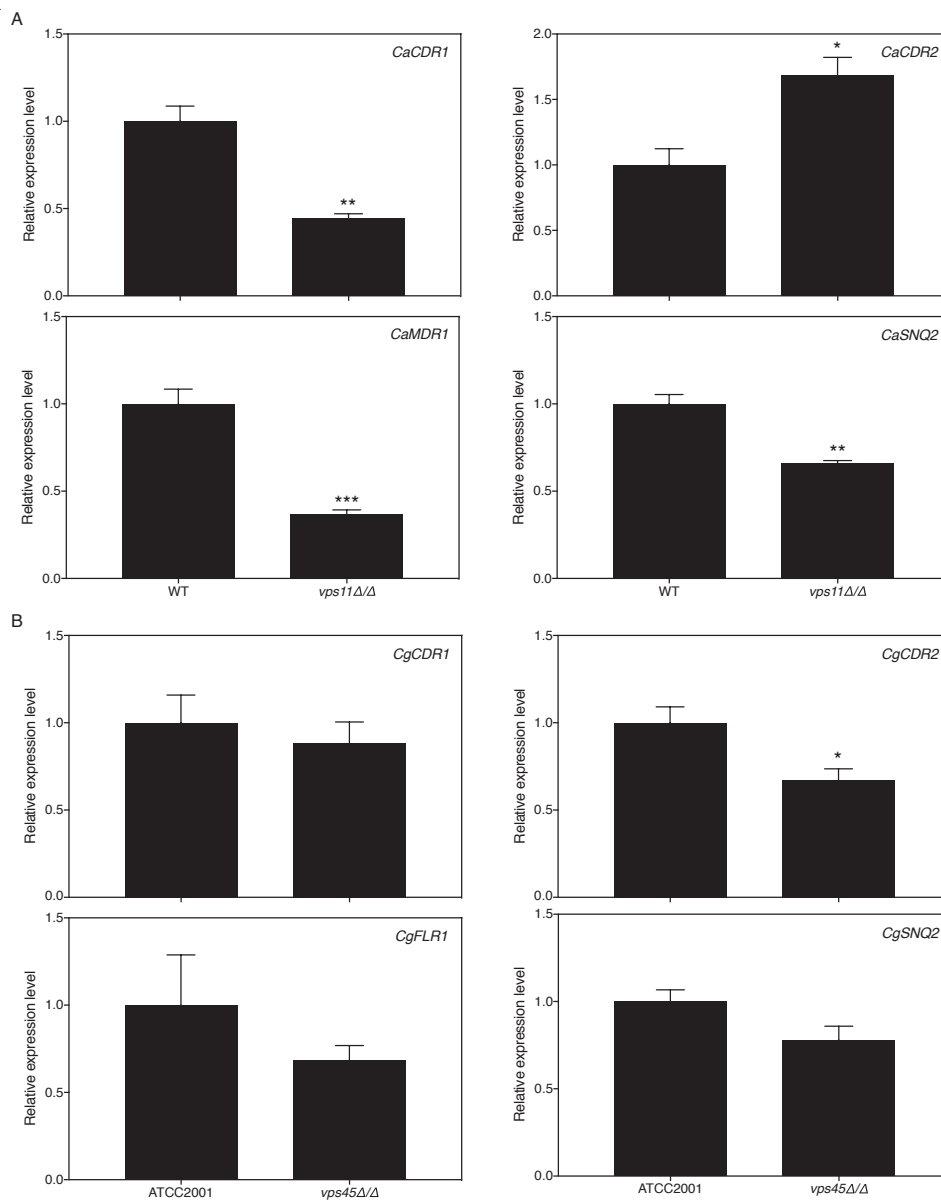 A
CaCDR1
1.5
1.0
0.5
0.0
Relative expression level
**
CaCDR2
2.0
1.5
1.0
0.5
0.0
Relative expression level
*
CaMDR1
1.5
1.0
0.5
0.0
Relative expression level
***
WT
vps11Δ/Δ
CaSNQ2
1.5
1.0
0.5
0.0
Relative expression level
**
WT
vps11Δ/Δ
B
CgCDR1
1.5
1.0
0.5
0.0
Relative expression level
CgCDR2
1.5
1.0
0.5
0.0
Relative expression level
*
CgFLR1
1.5
1.0
0.5
0.0
Relative expression level
ATCC2001
vps45Δ/Δ
CgSNQ2
1.5
1.0
0.5
0.0
Relative expression level
ATCC2001
vps45Δ/Δ